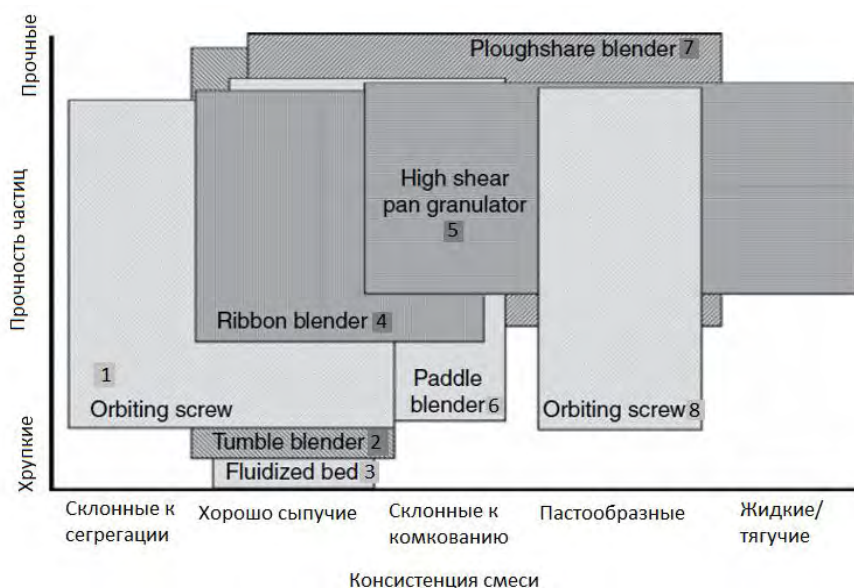 Прочные
Прочность частиц
Хрупкие
Ploughshare blender 7
High shear
pan granulator
5
Ribbon blender 4
1
Orbiting screw
Paddle
blender 6
Orbiting screw 8
Tumble blender 2
Fluidized bed 3
Склонные к
сегрегации
Хорошо сыпучие
Склонные к
комкованию
Пастообразные
Жидкие/
тягучие
Консистенция смеси